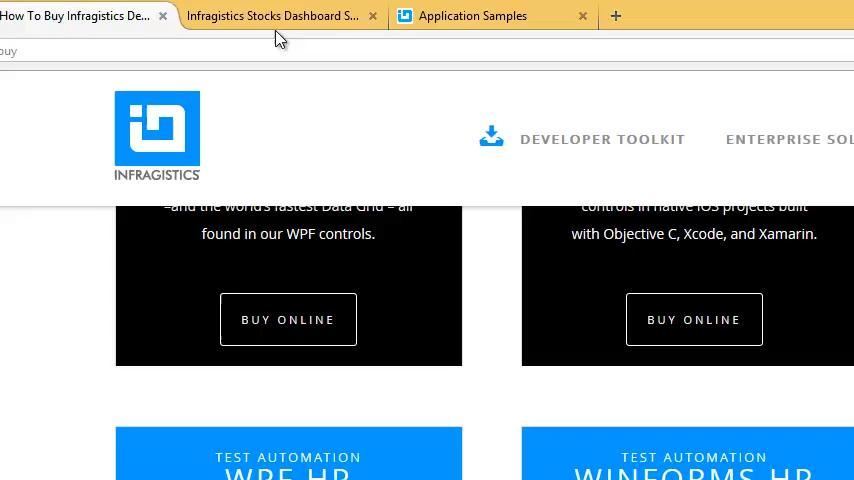 How To Buy Infragistics De...
Infragistics Stocks Dashboard S...
Application Samples
buy
INFRAGISTICS
DEVELOPER TOOLKIT
ENTERPRISE SOL
–and the world's fastest Data Grid – all
found in our WPF controls.
BUY ONLINE
controls in native iOS projects built
with Objective C, Xcode, and Xamarin.
BUY ONLINE
TEST AUTOMATION
WPF HP
TEST AUTOMATION
WINFORMS HP